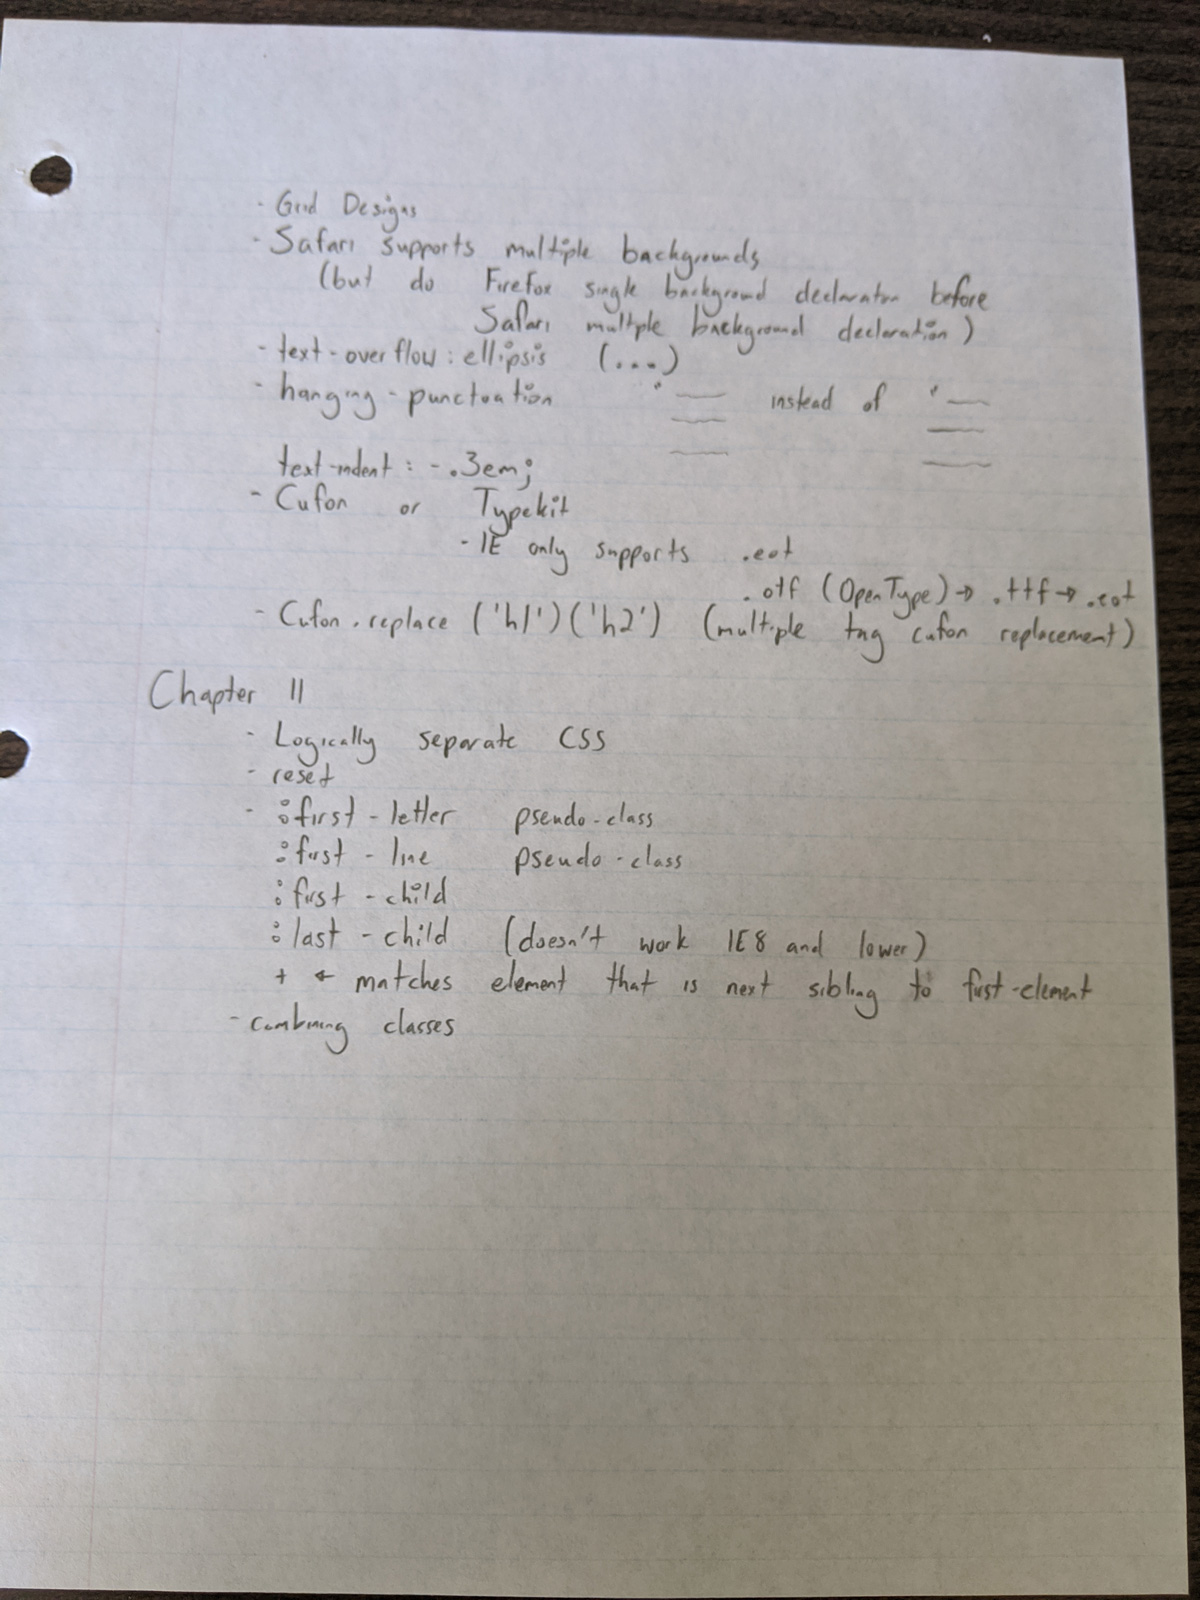 - Grid Designs
- Safari supports multiple backgrounds
(but do Firefox single background declaration before
Safari multiple background declaration)
- text-overflow: ellipsis (...)
- hanging-punctuation ' instead of '
text-indent: -.3em;
- Cufon or Typekit
- IE only supports .eot
.otf (OpenType) → .ttf → .eot
- Cufon.replace ('h1')('h2') (multiple tag cufon replacement)
Chapter 11
- Logically separate CSS
- reset
- :first-letter pseudo-class
:first-line pseudo-class
:first-child
:last-child (doesn't work IE8 and lower)
+ ← matches element that is next sibling to first-element
- combining classes